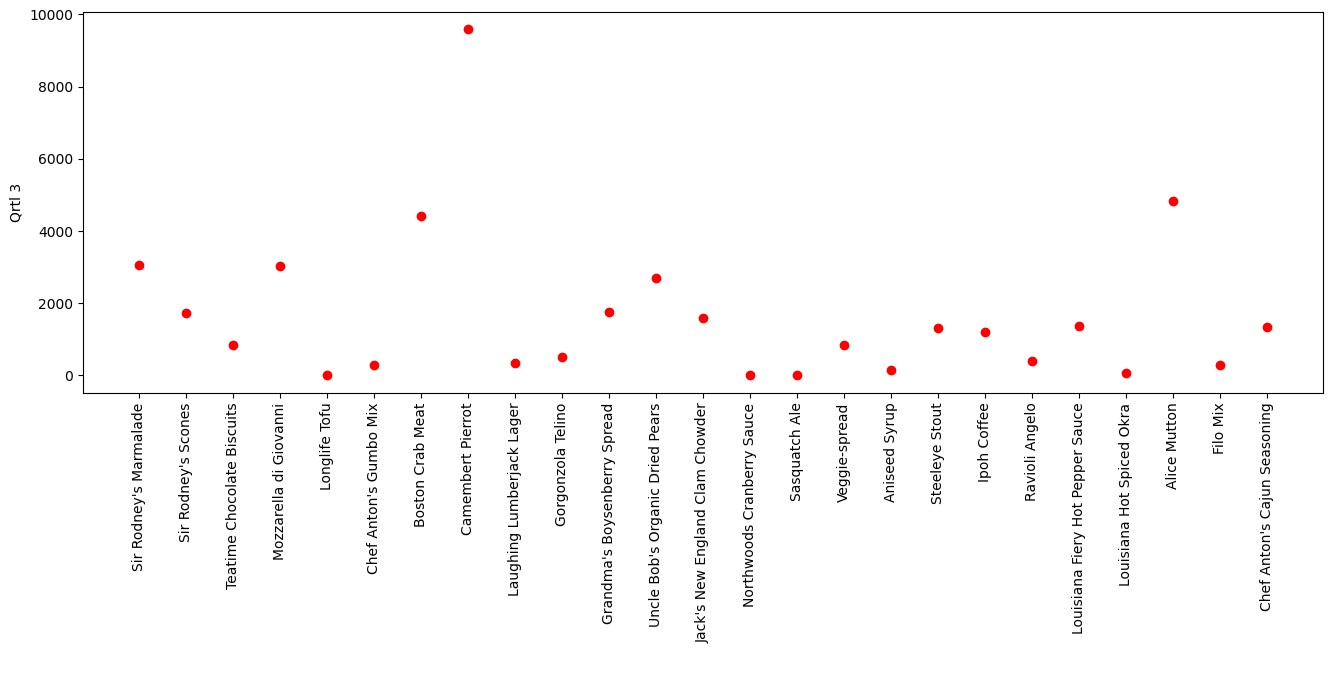 10000
8000
6000
4000
2000
0
Qrtl 3
Sir Rodney's Marmalade
Sir Rodney's Scones
Teatime Chocolate Biscuits
Mozzarella di Giovanni
Longlife Tofu
Chef Anton's Gumbo Mix
Boston Crab Meat
Camembert Pierrot
Laughing Lumberjack Lager
Gorgonzola Telino
Grandma's Boysenberry Spread
Uncle Bob's Organic Dried Pears
Jack's New England Clam Chowder
Northwoods Cranberry Sauce
Sasquatch Ale
Veggie-spread
Aniseed Syrup
Steeleye Stout
Ipoh Coffee
Ravioli Angelo
Louisiana Fiery Hot Pepper Sauce
Louisiana Hot Spiced Okra
Alice Mutton
Filo Mix
Chef Anton's Cajun Seasoning